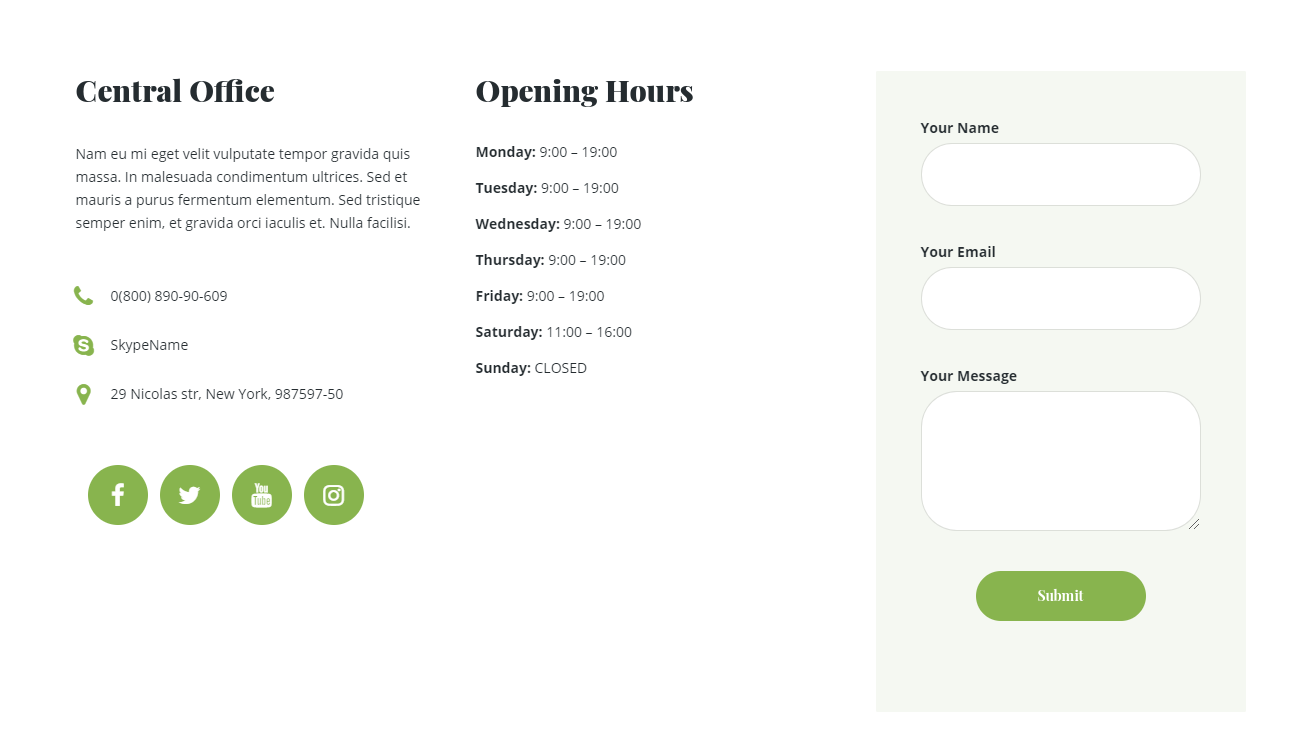 Central Office
Nam eu mi eget velit vulputate tempor gravida quis
massa. In malesuada condimentum ultrices. Sed et
mauris a purus fermentum elementum. Sed tristique
semper enim, et gravida orci iaculis et. Nulla facilisi.
0(800) 890-90-609
SkypeName
29 Nicolas str, New York, 987597-50
You
Tube
Opening Hours
Monday: 9:00 – 19:00
Tuesday: 9:00 – 19:00
Wednesday: 9:00 – 19:00
Thursday: 9:00 – 19:00
Friday: 9:00 – 19:00
Saturday: 11:00 – 16:00
Sunday: CLOSED
Your Name
Your Email
Your Message
Submit